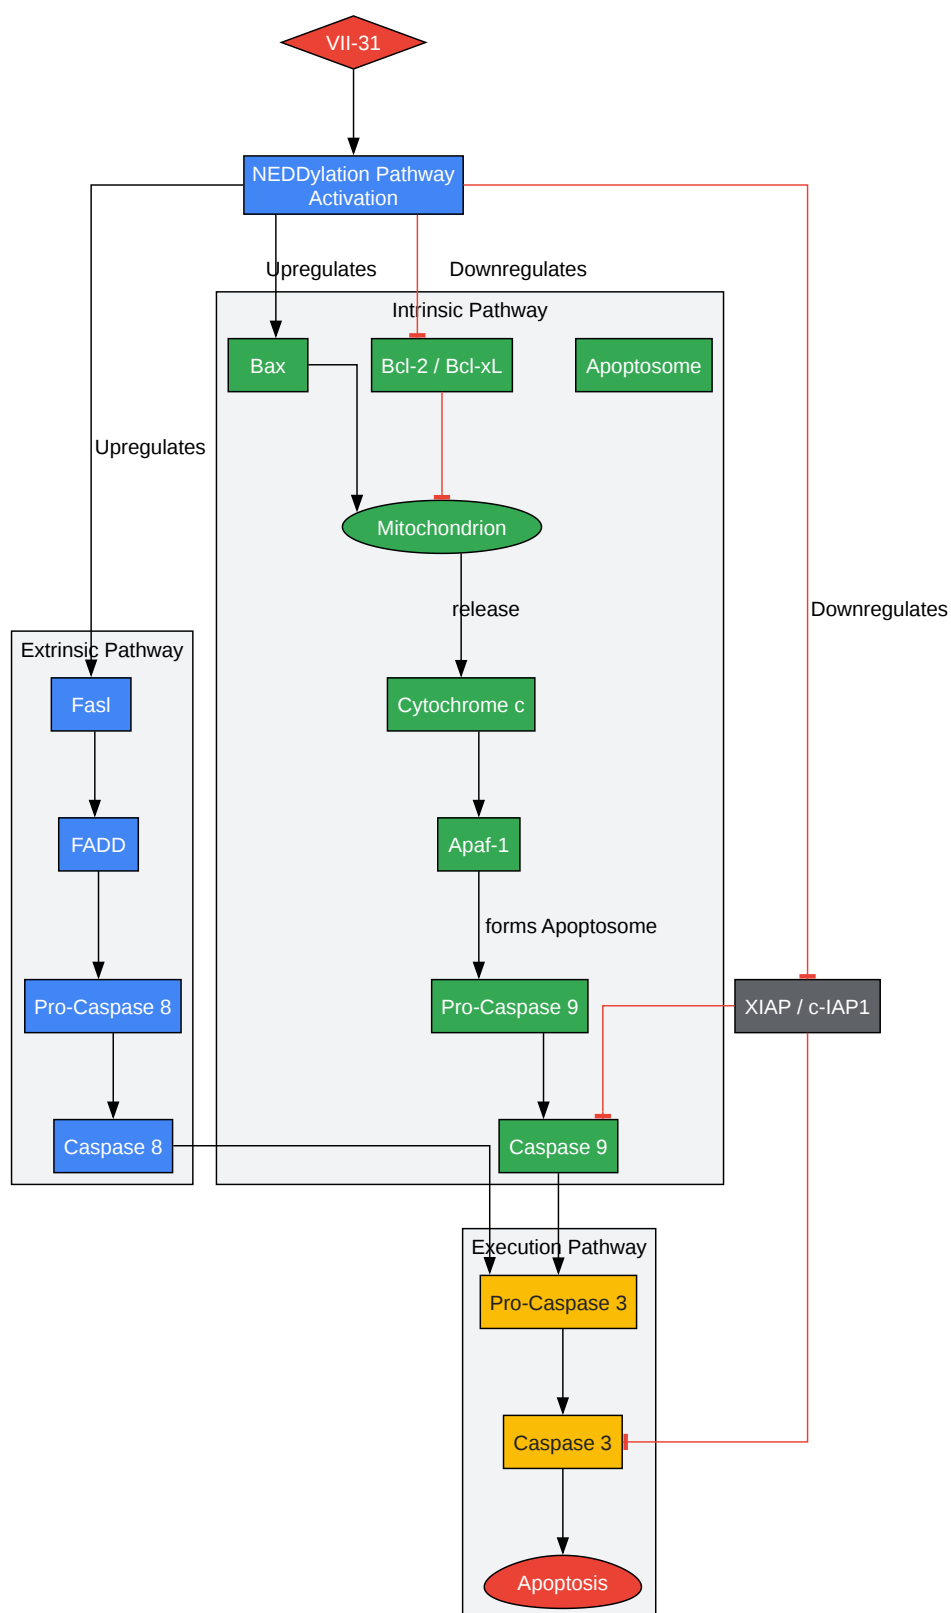 VII-31
NEDDylation Pathway
Activation
Upregulates
Downregulates
Intrinsic Pathway
Bax
Bcl-2 / Bcl-xL
Apoptosome
Upregulates
Mitochondrion
release
Downregulates
Extrinsic Pathway
Fasl
Cytochrome c
FADD
Apaf-1
forms Apoptosome
Pro-Caspase 8
Pro-Caspase 9
XIAP / c-IAP1
Caspase 8
Caspase 9
Execution Pathway
Pro-Caspase 3
Caspase 3
Apoptosis